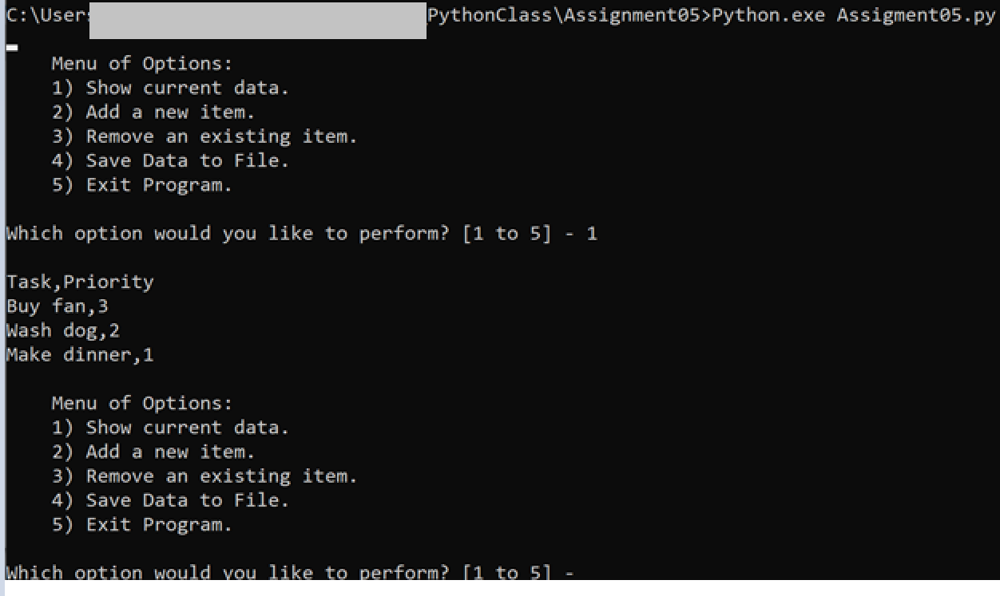 C:\User PythonClass\Assignment05>Python.exe Assigment05.py
Menu of Options:
1) Show current data.
2) Add a new item.
3) Remove an existing item.
4) Save Data to File.
5) Exit Program.
Which option would you like to perform? [1 to 5] - 1
Task,Priority
Buy fan,3
Wash dog,2
Make dinner,1
Menu of Options:
1) Show current data.
2) Add a new item.
3) Remove an existing item.
4) Save Data to File.
5) Exit Program.
Which option would you like to perform? [1 to 5] -